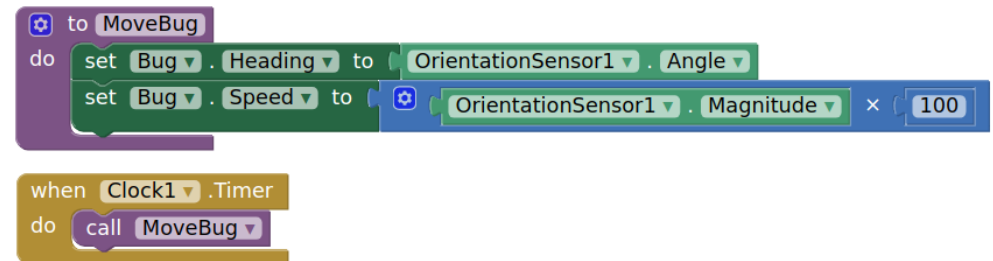 to MoveBug
do set Bug . Heading to OrientationSensor1 . Angle
set Bug . Speed to OrientationSensor1 . Magnitude × 100
when Clock1 .Timer
do call MoveBug